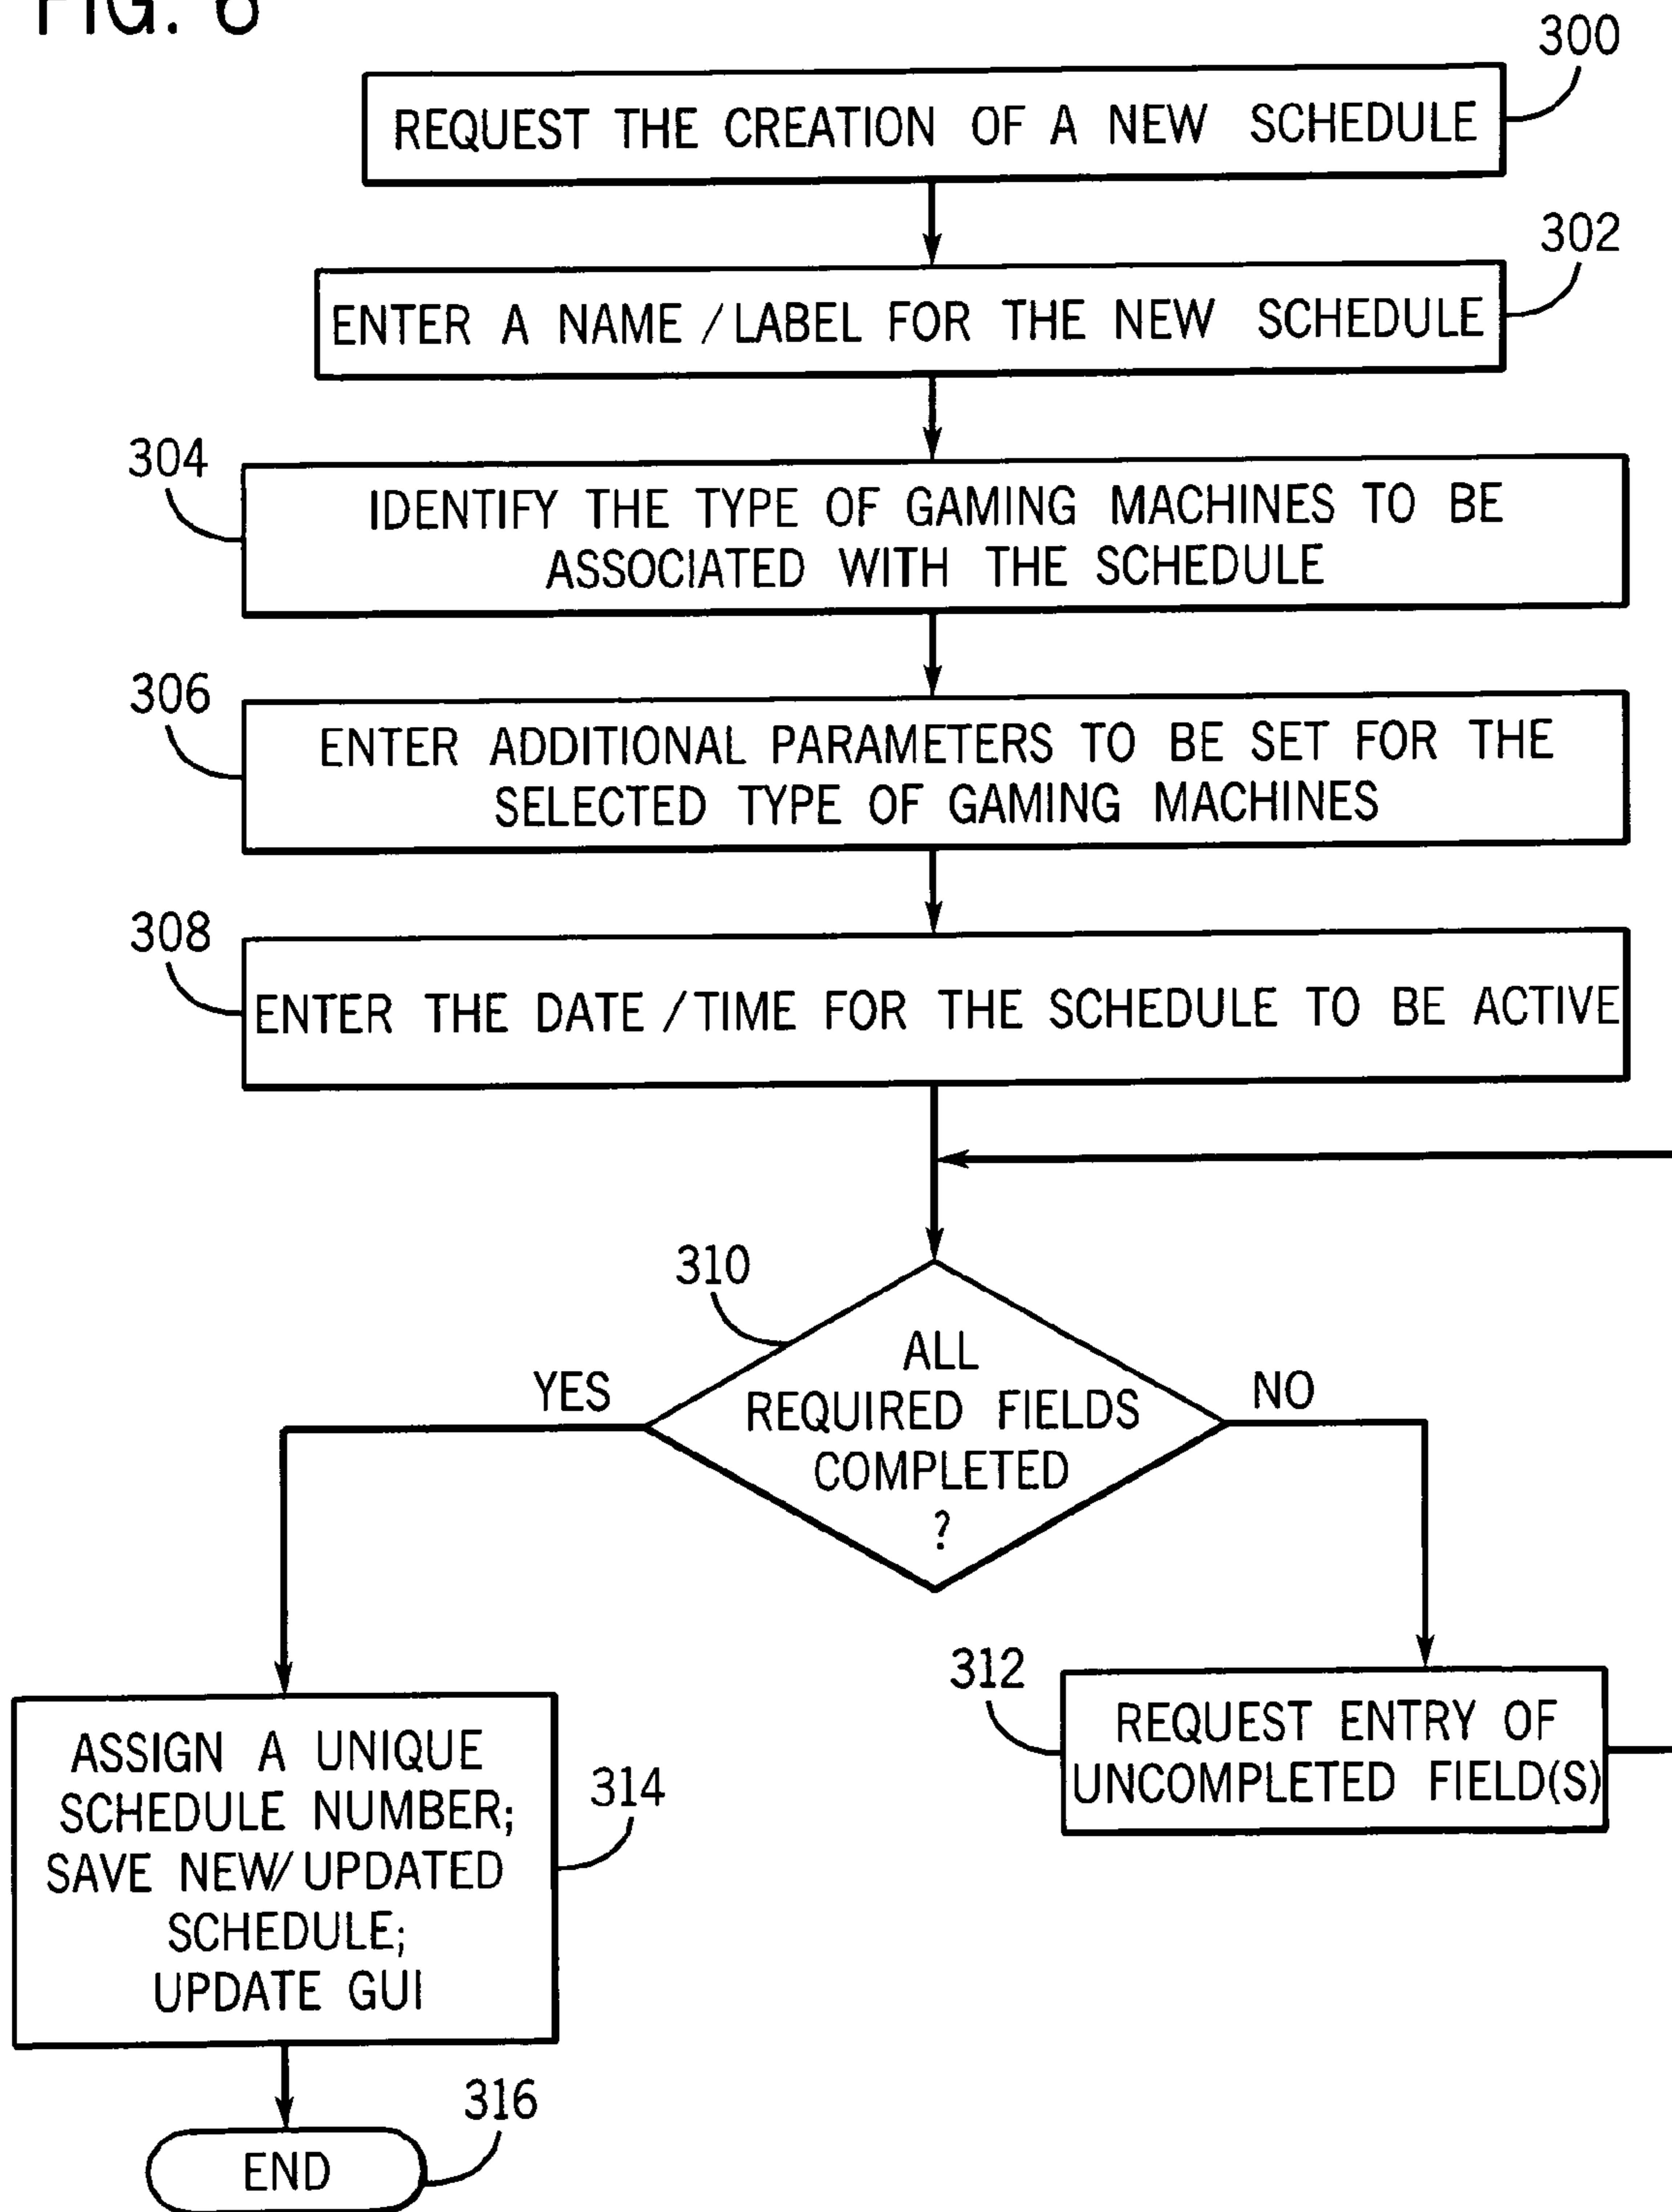 FIG. 6
300
REQUEST THE CREATION OF A NEW SCHEDULE
302
ENTER A NAME / LABEL FOR THE NEW SCHEDULE
304
IDENTIFY THE TYPE OF GAMING MACHINES TO BE
ASSOCIATED WITH THE SCHEDULE
306
ENTER ADDITIONAL PARAMETERS TO BE SET FOR THE
SELECTED TYPE OF GAMING MACHINES
308
ENTER THE DATE / TIME FOR THE SCHEDULE TO BE ACTIVE
310
ALL
REQUIRED FIELDS
COMPLETED
?
YES
NO
312
REQUEST ENTRY OF
UNCOMPLETED FIELD(S)
ASSIGN A UNIQUE
SCHEDULE NUMBER;
SAVE NEW/UPDATED
SCHEDULE;
UPDATE GUI
314
END
316